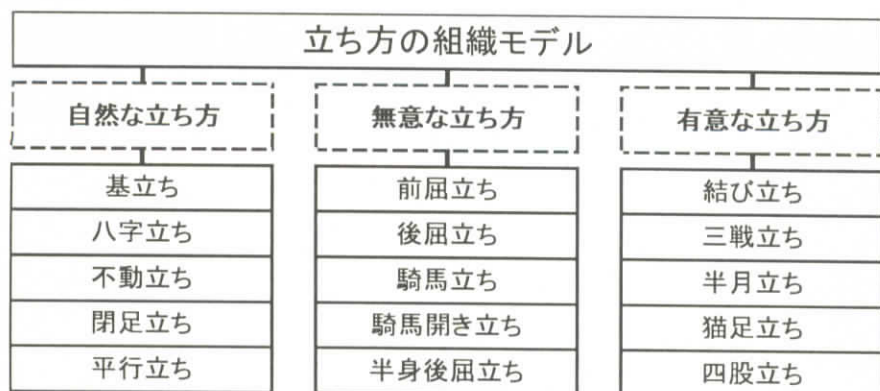 立ち方の組織モデル
自然な立ち方
無意な立ち方
有意な立ち方
基立ち
前屈立ち
結び立ち
八字立ち
後屈立ち
三戦立ち
不動立ち
騎馬立ち
半月立ち
閉足立ち
騎馬開き立ち
猫足立ち
平行立ち
半身後屈立ち
四股立ち